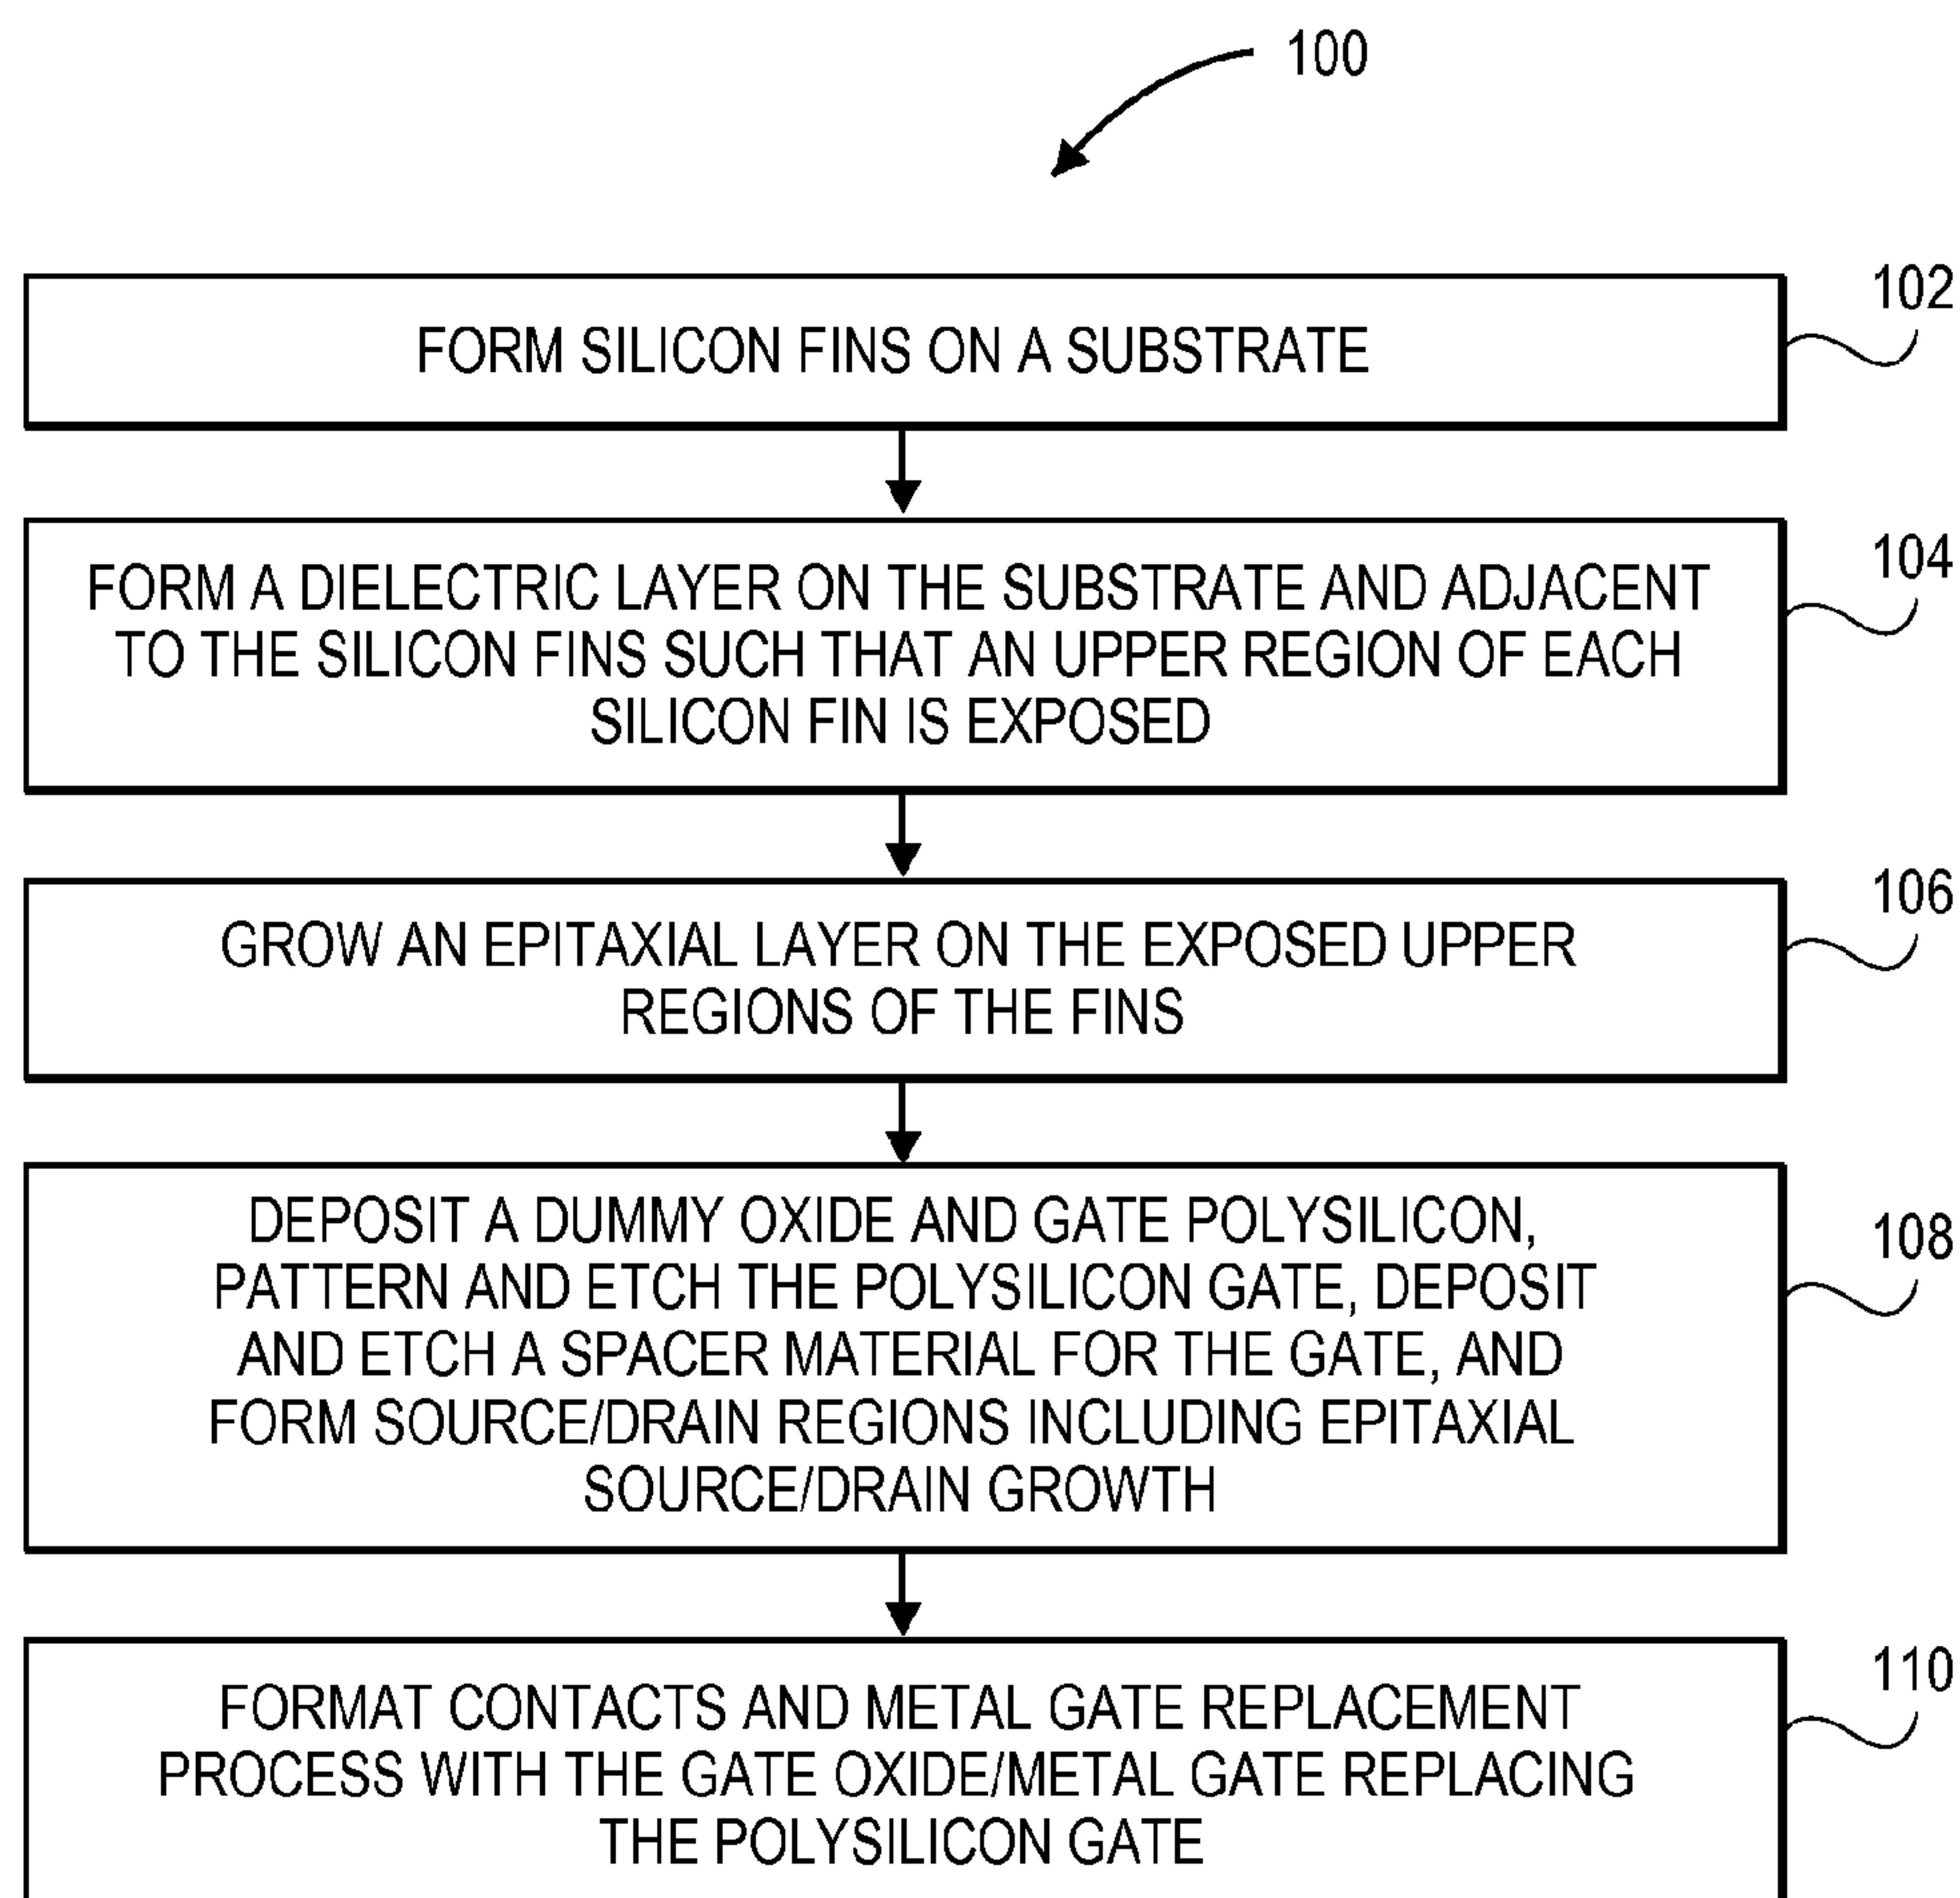 100
102
FORM SILICON FINS ON A SUBSTRATE
104
FORM A DIELECTRIC LAYER ON THE SUBSTRATE AND ADJACENT
TO THE SILICON FINS SUCH THAT AN UPPER REGION OF EACH
SILICON FIN IS EXPOSED
106
GROW AN EPITAXIAL LAYER ON THE EXPOSED UPPER
REGIONS OF THE FINS
108
DEPOSIT A DUMMY OXIDE AND GATE POLYSILICON,
PATTERN AND ETCH THE POLYSILICON GATE, DEPOSIT
AND ETCH A SPACER MATERIAL FOR THE GATE, AND
FORM SOURCE/DRAIN REGIONS INCLUDING EPITAXIAL
SOURCE/DRAIN GROWTH
110
FORMAT CONTACTS AND METAL GATE REPLACEMENT
PROCESS WITH THE GATE OXIDE/METAL GATE REPLACING
THE POLYSILICON GATE